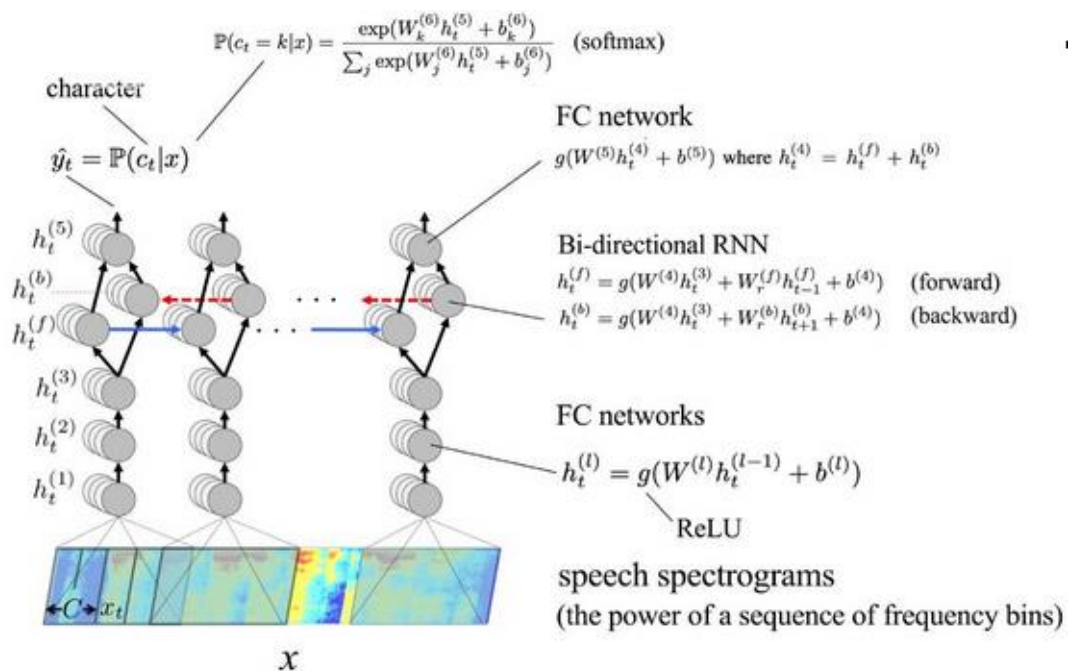 ℙ(c_t = k|x) = exp(W_k^{(6)} h_t^{(5)} + b_k^{(6)}) / ∑_j exp(W_j^{(6)} h_t^{(5)} + b_j^{(6)}) (softmax)
character
ŷ_t = ℙ(c_t|x)
FC network
g(W^{(5)} h_t^{(4)} + b^{(5)}) where h_t^{(4)} = h_t^{(f)} + h_t^{(b)}
h_t^{(5)}
h_t^{(b)}
h_t^{(f)}
h_t^{(3)}
h_t^{(2)}
h_t^{(1)}
Bi-directional RNN
h_t^{(f)} = g(W^{(4)} h_t^{(3)} + W_r^{(f)} h_{t-1}^{(f)} + b^{(4)}) (forward)
h_t^{(b)} = g(W^{(4)} h_t^{(3)} + W_r^{(b)} h_{t+1}^{(b)} + b^{(4)}) (backward)
FC networks
h_t^{(l)} = g(W^{(l)} h_t^{(l-1)} + b^{(l)})
ReLU
C x_t
speech spectrograms
(the power of a sequence of frequency bins)
x